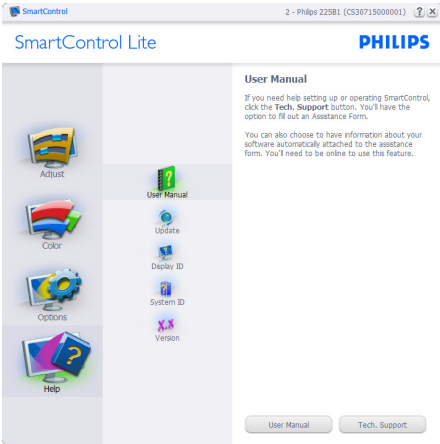 SmartControl
2 - Philips 225B1 (CS30715000001)
? X
SmartControl Lite
PHILIPS
User Manual
If you need help setting up or operating SmartControl,
click the Tech. Support button. You'll have the
option to fill out an Assistance Form.
You can also choose to have information about your
software automatically attached to the assistance
form. You'll need to be online to use this feature.
Adjust
Color
Options
Help
User Manual
Update
Display ID
System ID
X.X
Version
User Manual
Tech. Support